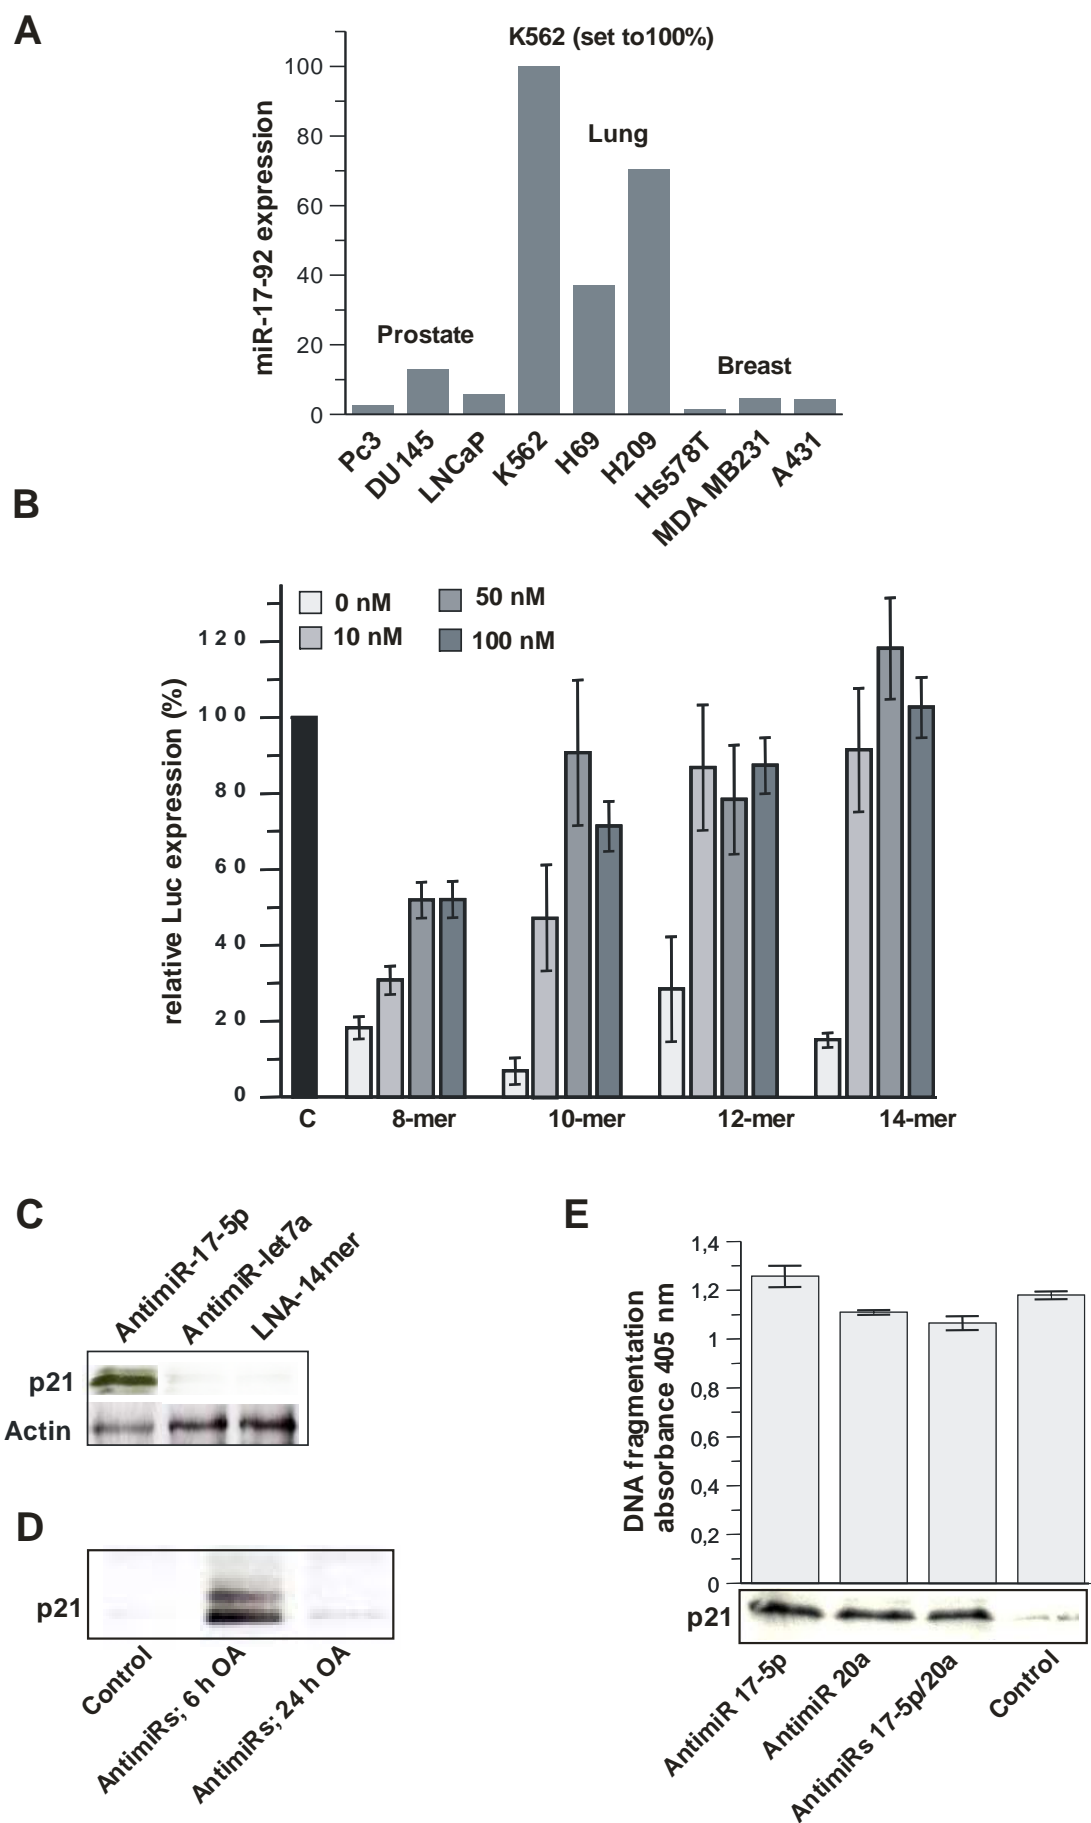 A
K562 (set to100%)
100
80
60
40
20
0
miR-17-92 expression
Prostate
Lung
Breast
Pc3
DU145
LNCaP
K562
H69
H209
Hs578T
MDA MB231
A431
B
0 nM
10 nM
50 nM
100 nM
120
100
80
60
40
20
0
relative Luc expression (%)
C
8-mer
10-mer
12-mer
14-mer
C
AntimiR-17-5p
AntimiR-let7a
LNA-14mer
p21
Actin
D
p21
Control
AntimiRs; 6 h OA
AntimiRs; 24 h OA
E
1,4
1,2
1
0,8
0,6
0,4
0,2
0
DNA fragmentation
absorbance 405 nm
p21
AntimiR 17-5p
AntimiR 20a
AntimiRs 17-5p/20a
Control